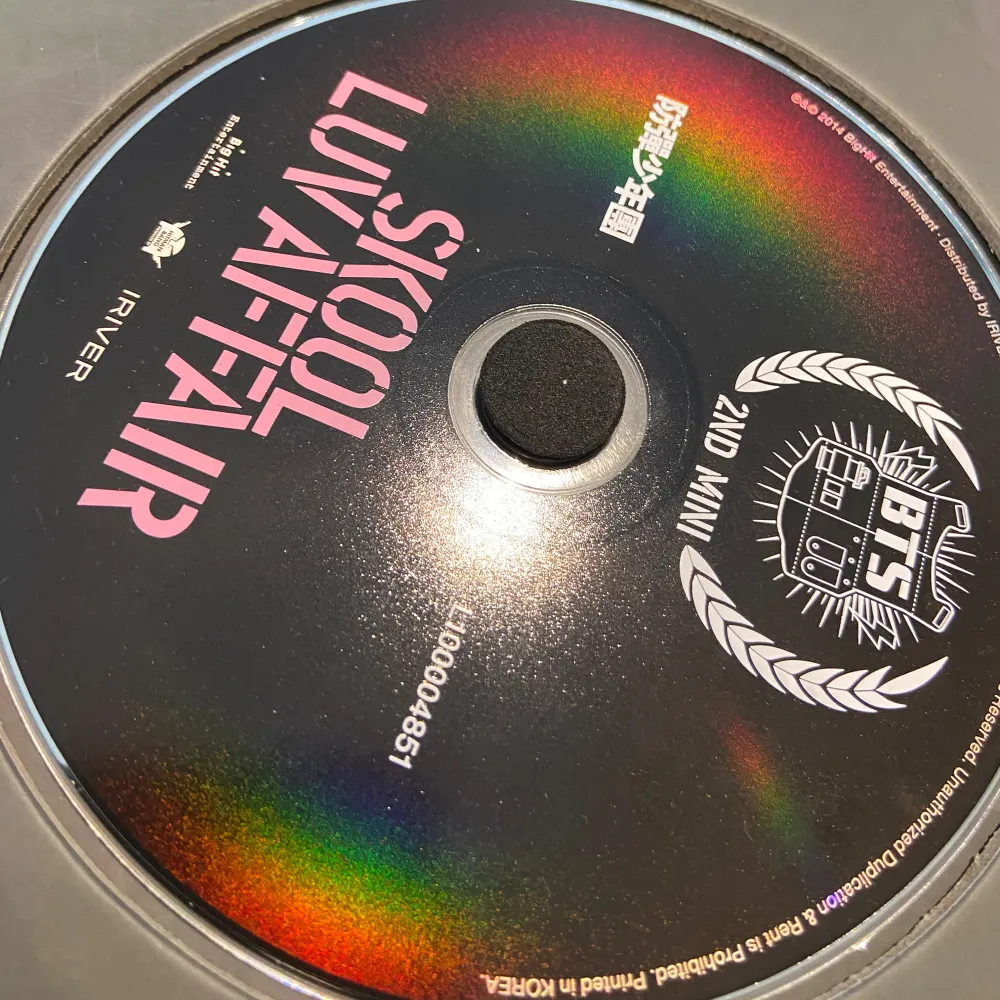 防彈少年團
SKOOL
LUV AFFAIR
Big Hit
Entertainment
IRIVER
2ND MINI
BTS
L100004851
℗&© 2014 BigHit Entertainment · Distributed by IRIVE
Reserved. Unauthorized Duplication & Rent is Prohibited. Printed in KOREA.